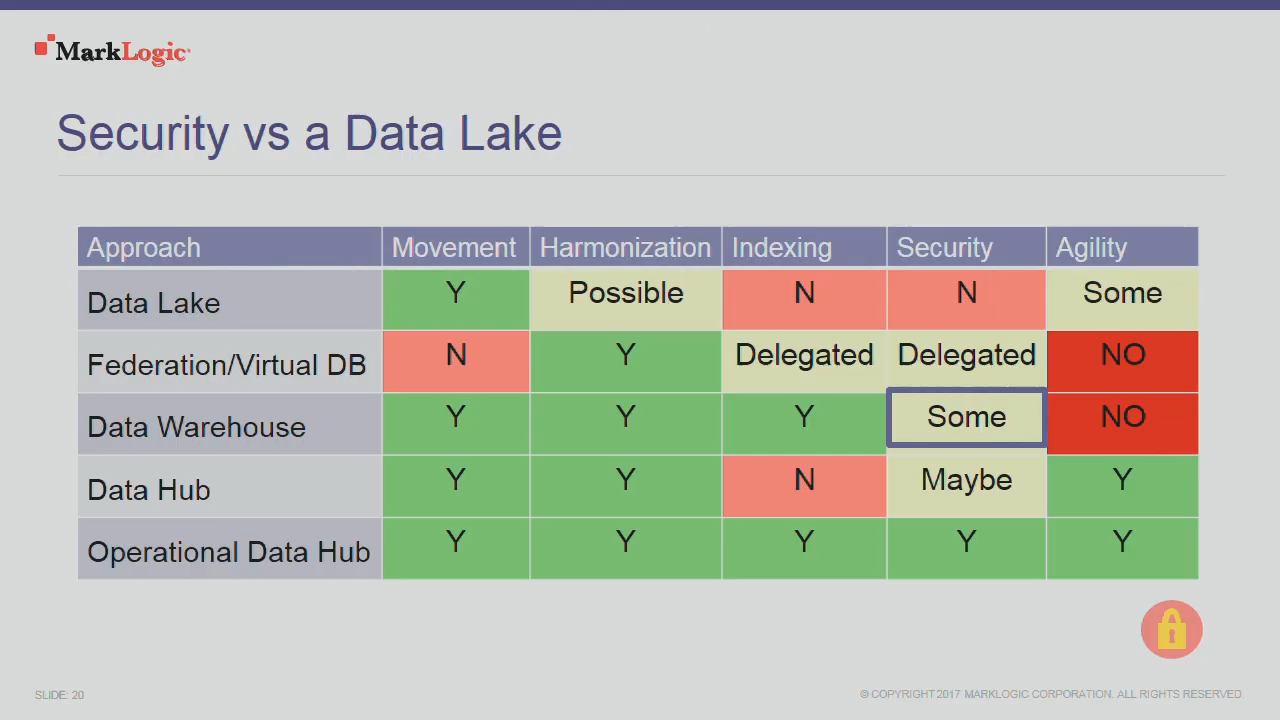 MarkLogic
Security vs a Data Lake
Approach Movement Harmonization Indexing Security Agility
Data Lake Y Possible N N Some
Federation/Virtual DB N Y Delegated Delegated NO
Data Warehouse Y Y Y Some NO
Data Hub Y Y N Maybe Y
Operational Data Hub Y Y Y Y Y
SLIDE: 20
© COPYRIGHT 2017 MARKLOGIC CORPORATION. ALL RIGHTS RESERVED.